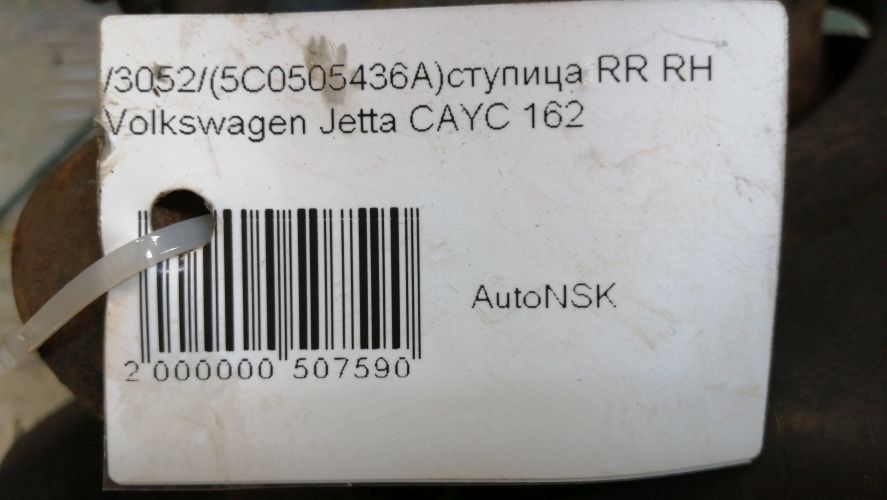 /3052/(5C0505436A)ступица RR RH
Volkswagen Jetta CAYC 162
AutoNSK
2 000000 507590